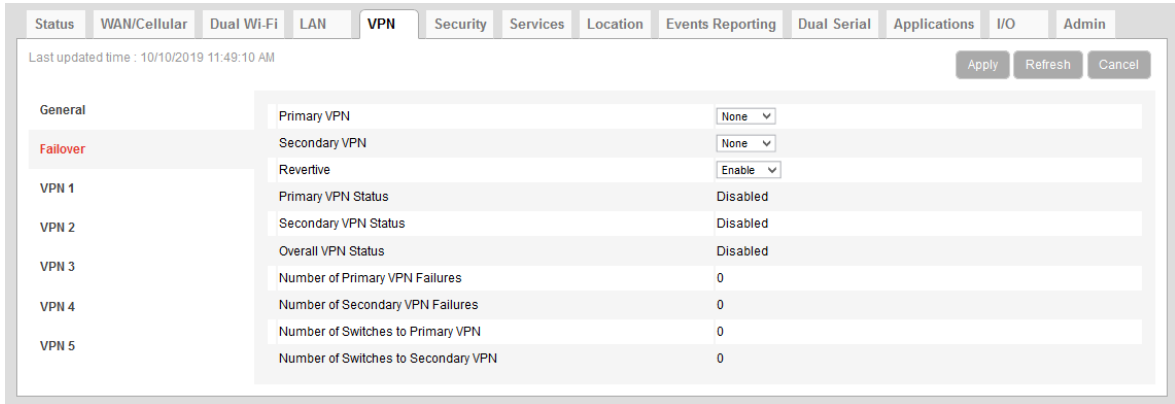 Status WAN/Cellular Dual Wi-Fi LAN VPN Security Services Location Events Reporting Dual Serial Applications I/O Admin
Last updated time : 10/10/2019 11:49:10 AM
Apply Refresh Cancel
General
Failover
VPN 1
VPN 2
VPN 3
VPN 4
VPN 5
Primary VPN None
Secondary VPN None
Revertive Enable
Primary VPN Status Disabled
Secondary VPN Status Disabled
Overall VPN Status Disabled
Number of Primary VPN Failures 0
Number of Secondary VPN Failures 0
Number of Switches to Primary VPN 0
Number of Switches to Secondary VPN 0